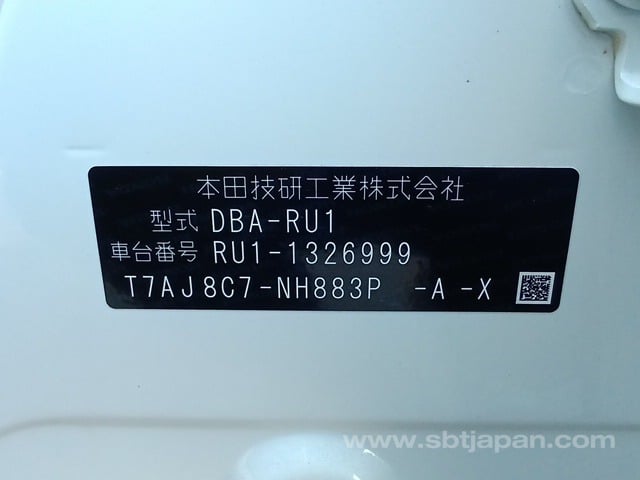 本田技研工業株式会社
型式 DBA-RU1
車台番号 RU1-1326999
T7AJ8C7-NH883P -A-X
www.sbtjapan.com